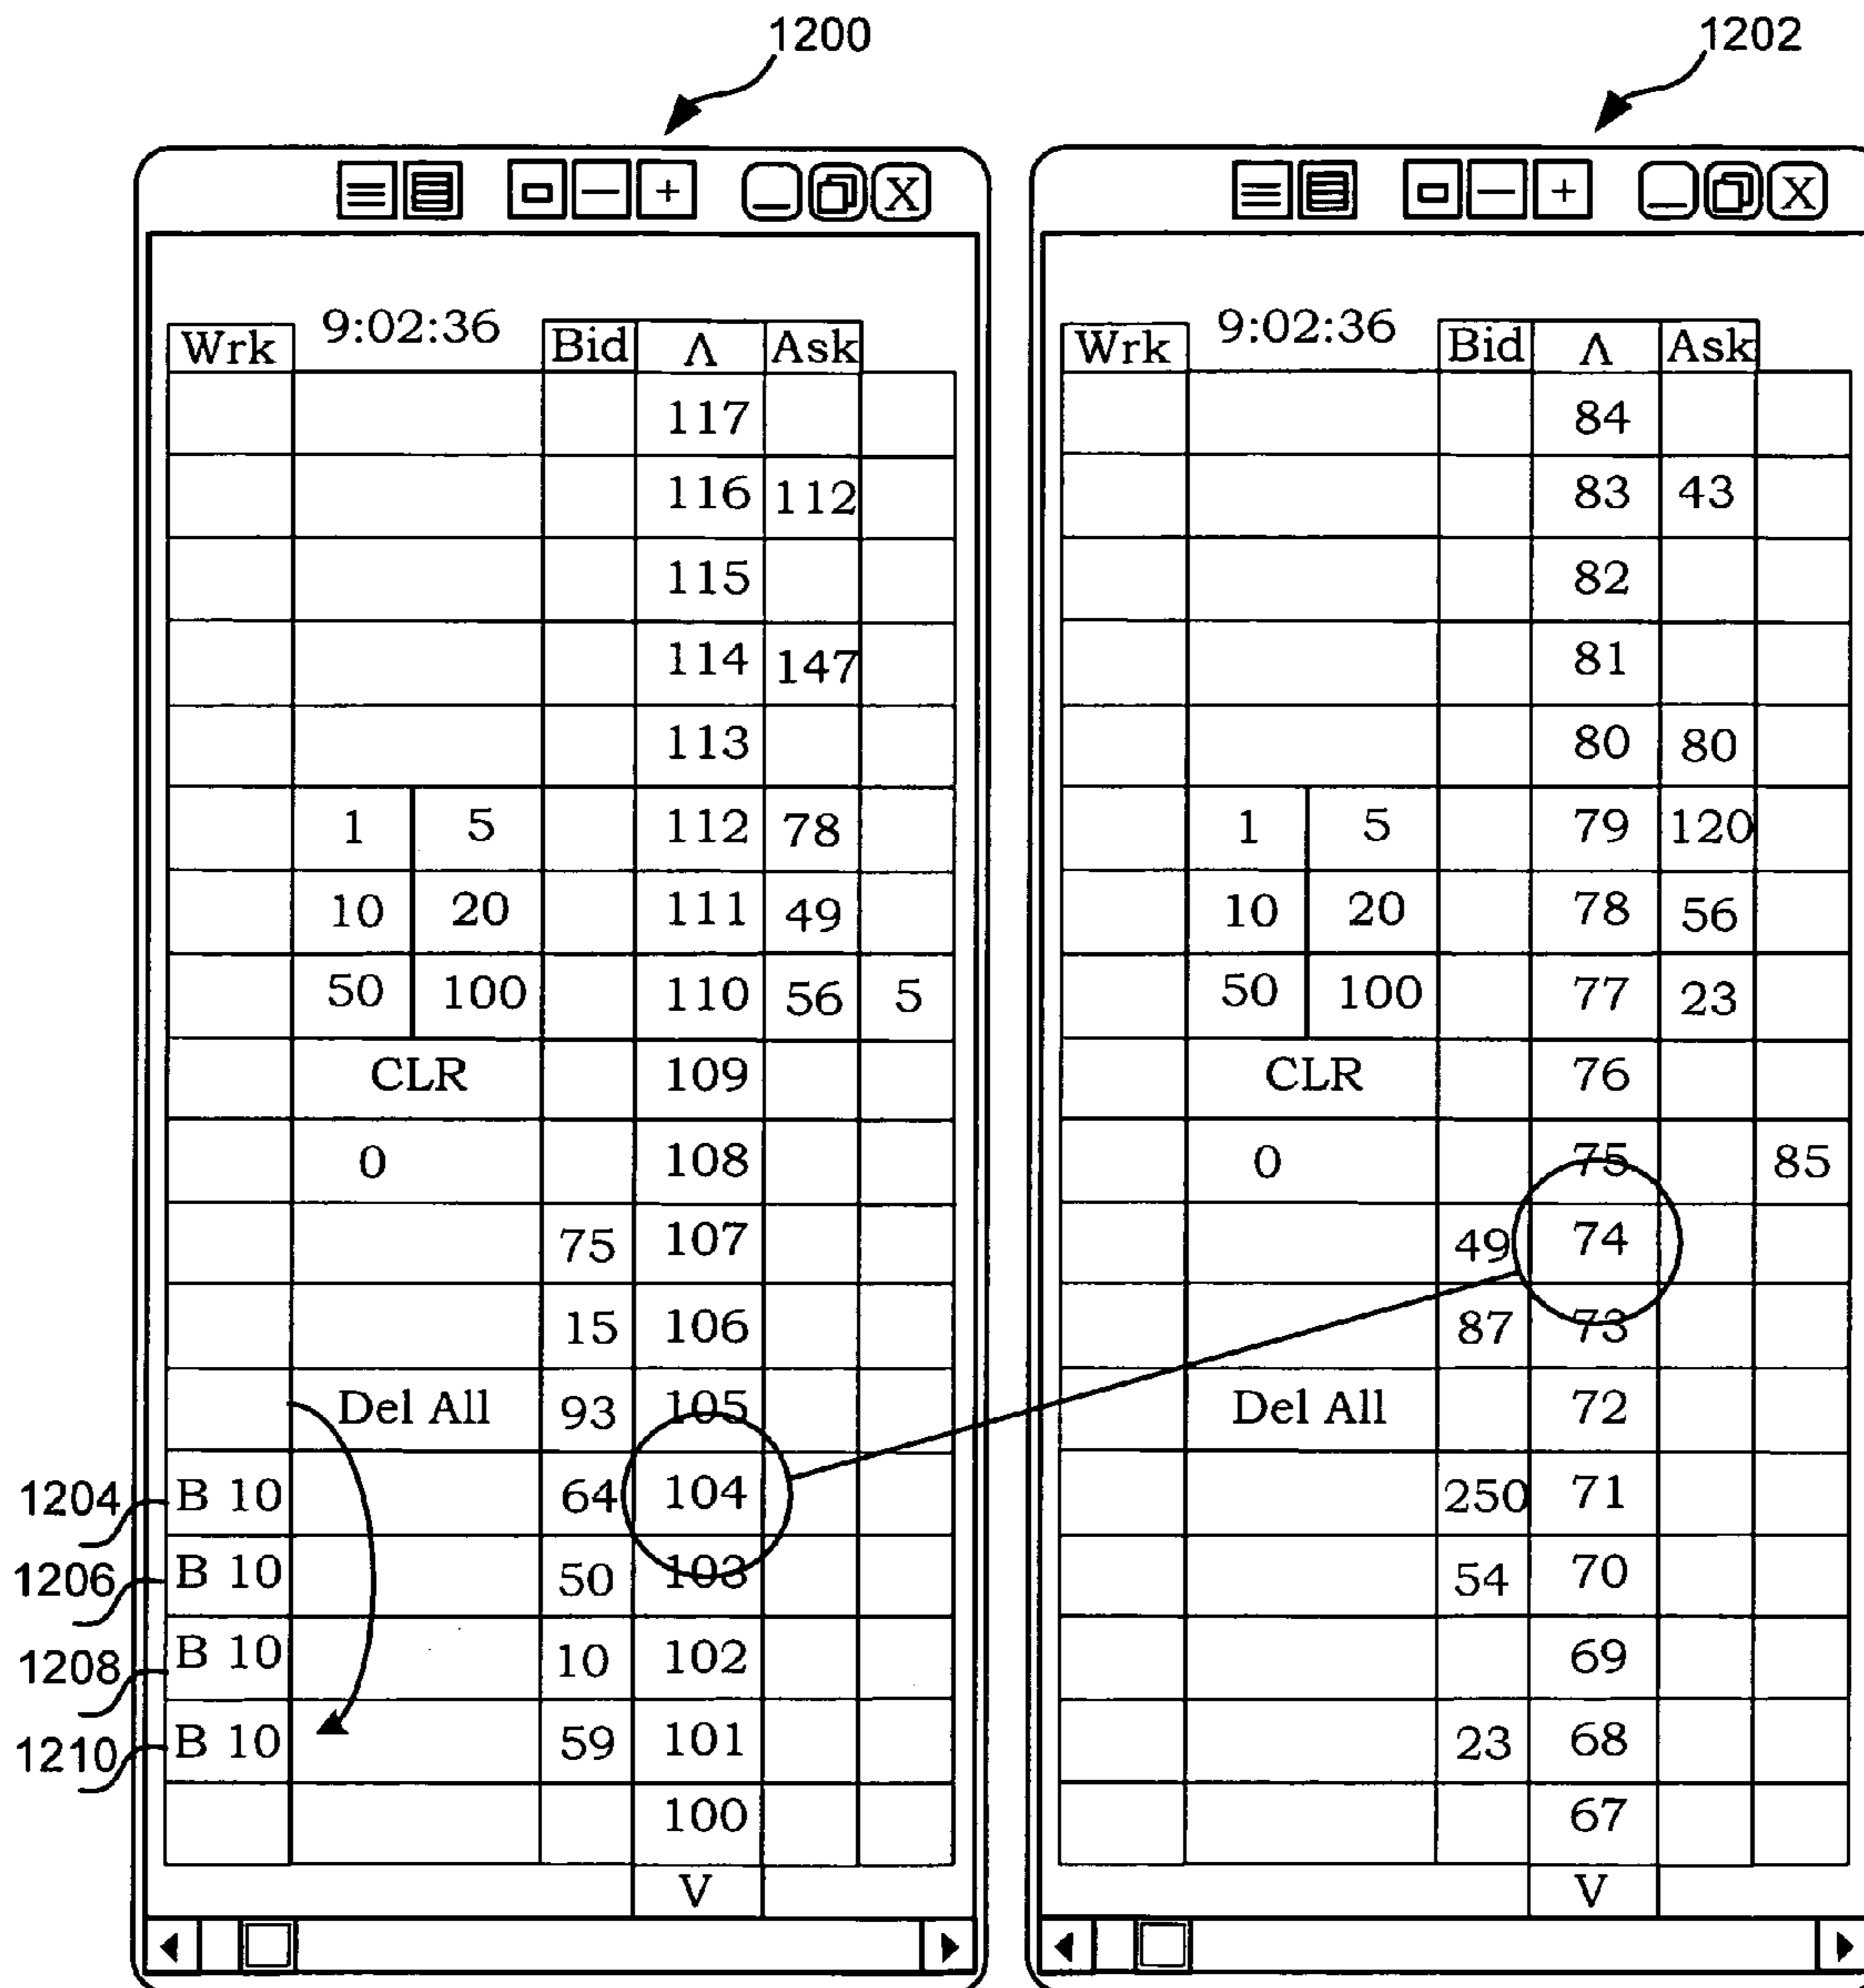 1200 1202
X X
9:02:36 9:02:36
Wrk Bid Λ Ask Wrk Bid Λ Ask
117 84
116 112 83 43
115 82
114 147 81
113 80 80
1 5 112 78 1 5 79 120
10 20 111 49 10 20 78 56
50 100 110 56 5 50 100 77 23
CLR 109 CLR 76
0 108 0 75 85
75 107 49 74
15 106 87 73
Del All 93 105 Del All 72
1204 B 10 64 104 250 71
1206 B 10 50 103 54 70
1208 B 10 10 102 69
1210 B 10 59 101 23 68
100 67
V V